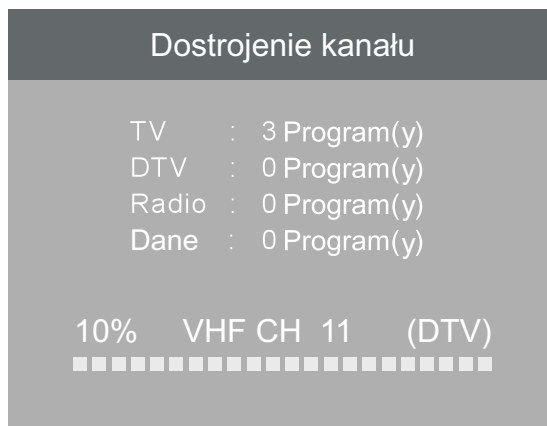 Dostrojenie kanału
TV : 3 Program(y)
DTV : 0 Program(y)
Radio : 0 Program(y)
Dane : 0 Program(y)
10% VHF CH 11 (DTV)